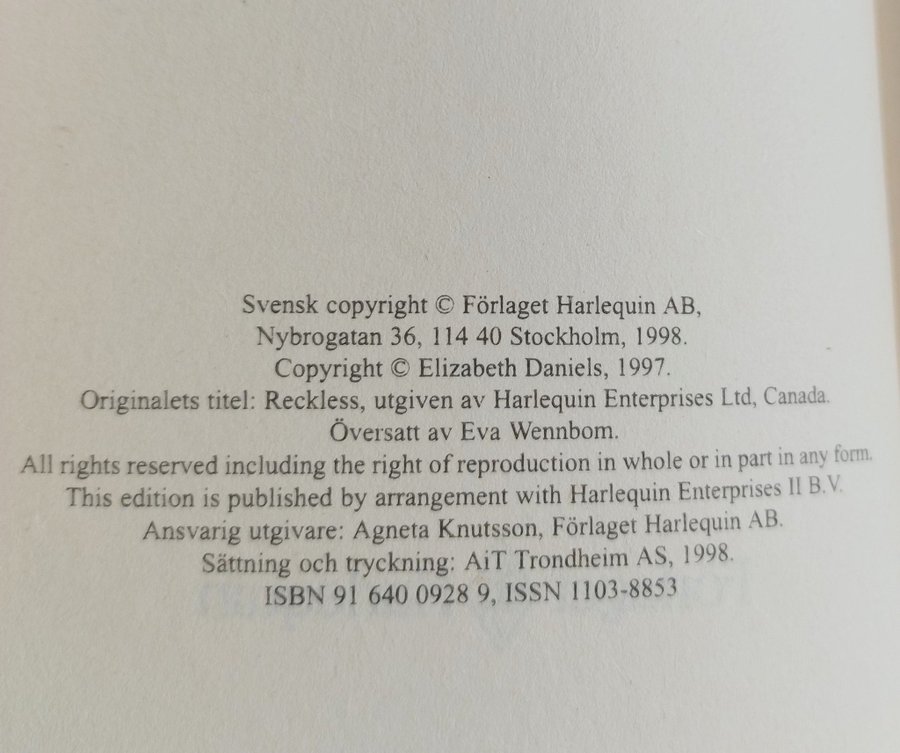 Svensk copyright © Förlaget Harlequin AB,
Nybrogatan 36, 114 40 Stockholm, 1998.
Copyright © Elizabeth Daniels, 1997.
Originalets titel: Reckless, utgiven av Harlequin Enterprises Ltd, Canada.
Översatt av Eva Wennbom.
All rights reserved including the right of reproduction in whole or in part in any form.
This edition is published by arrangement with Harlequin Enterprises II B.V.
Ansvarig utgivare: Agneta Knutsson, Förlaget Harlequin AB.
Sättning och tryckning: AiT Trondheim AS, 1998.
ISBN 91 640 0928 9, ISSN 1103-8853